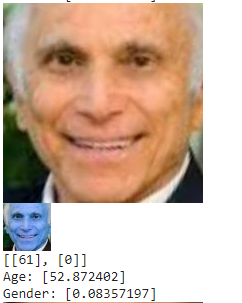 [[61], [0]]
Age: [52.872402]
Gender: [0.08357197]